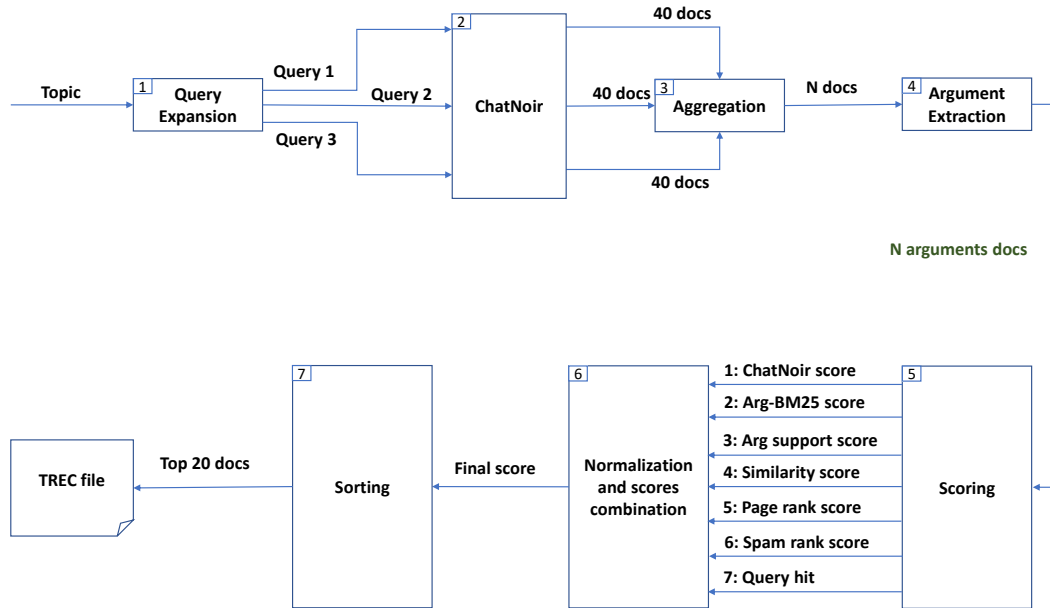 Topic
1
Query
Expansion
Query 1
Query 2
Query 3
2
ChatNoir
40 docs
40 docs
40 docs
3
Aggregation
N docs
4
Argument
Extraction
N arguments docs
5
Scoring
1: ChatNoir score
2: Arg-BM25 score
3: Arg support score
4: Similarity score
5: Page rank score
6: Spam rank score
7: Query hit
6
Normalization
and scores
combination
Final score
7
Sorting
Top 20 docs
TREC file